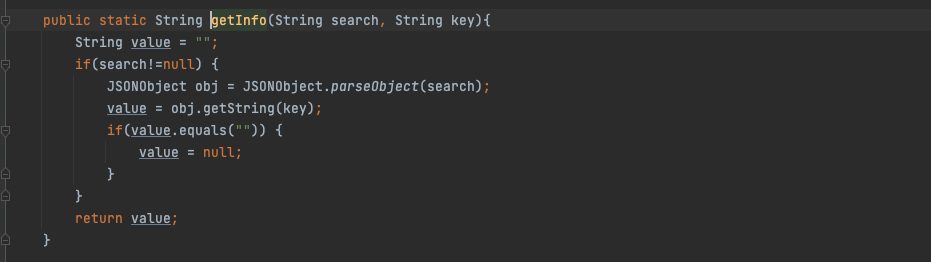 public static String getInfo(String search, String key){
    String value = "";
    if(search!=null) {
        JSONObject obj = JSONObject.parseObject(search);
        value = obj.getString(key);
        if(value.equals("")) {
            value = null;
        }
    }
    return value;
}